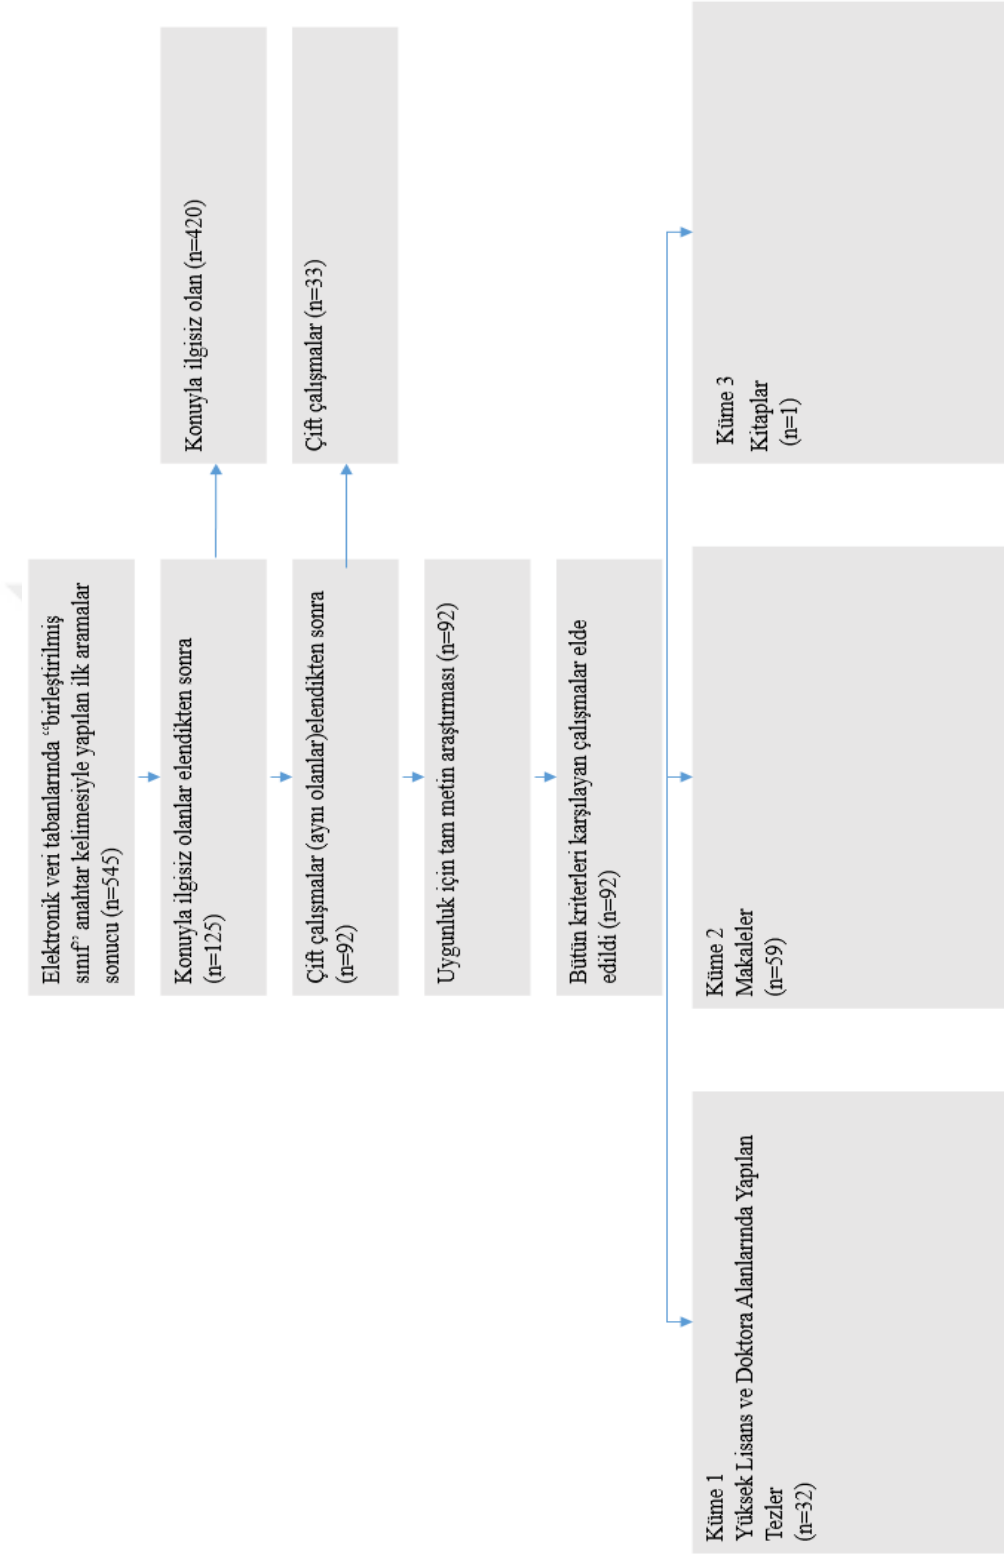 Elektronik veri tabanlarında “birleştirilmiş
sınıf” anahtar kelimesiyle yapılan ilk aramalar
sonucu (n=545)
Konuyla ilgisiz olanlar elendikten sonra
(n=125)
Konuyla ilgisiz olan (n=420)
Çift çalışmalar (aynı olanlar)elendikten sonra
(n=92)
Çift çalışmalar (n=33)
Uygunluk için tam metin araştırması (n=92)
Bütün kriterleri karşılayan çalışmalar elde
edildi (n=92)
Küme 1
Yüksek Lisans ve Doktora Alanlarında Yapılan
Tezler
(n=32)
Küme 2
Makaleler
(n=59)
Küme 3
Kitaplar
(n=1)